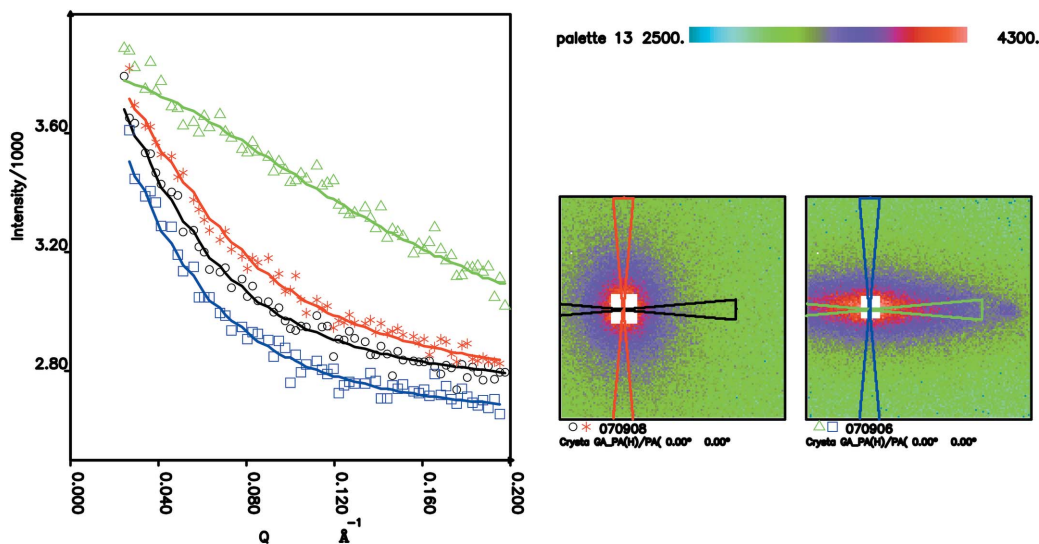 palette 13 2500. 4300.
3.60
3.20
2.80
Intensity/1000
0.000 0.040 0.080 0.120 0.160 0.200
Q Å-1
070908
Crysta GA_PA(H)/PA( 0.00° 0.00°
070906
Crysta GA_PA(H)/PA( 0.00° 0.00°